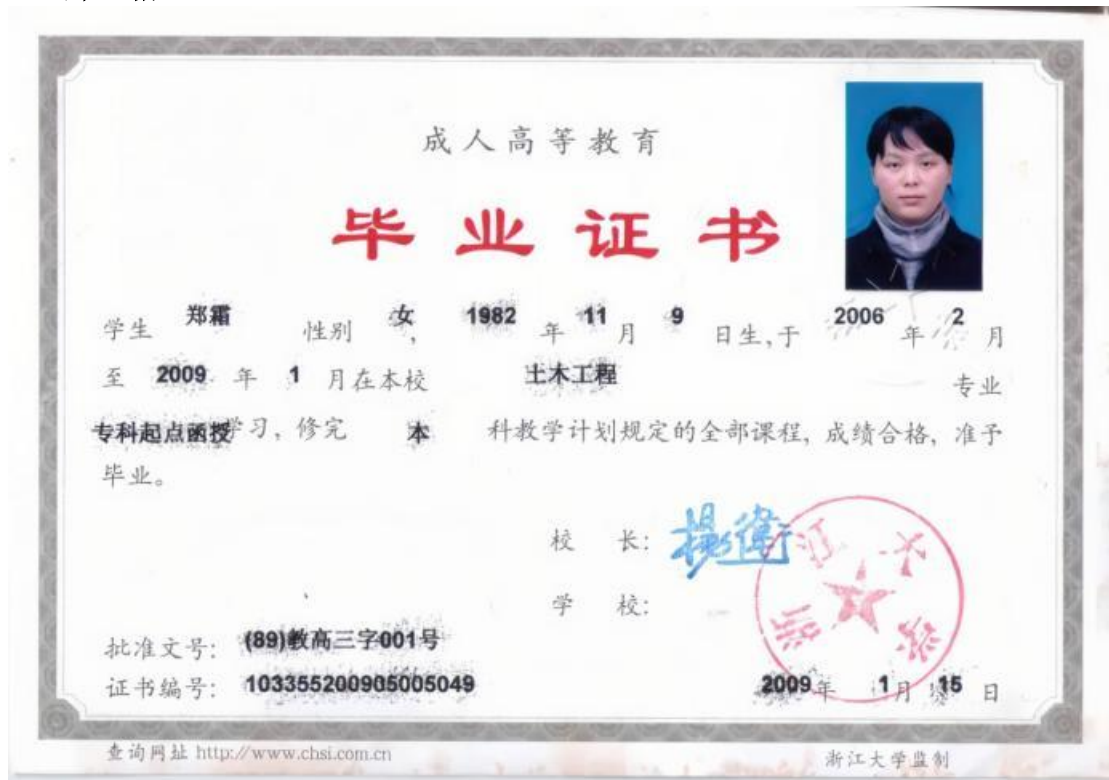 成人高等教育
毕业证书
学生 郑霜 性别 女, 1982 年 11 月 9 日生,于 2006 年 2 月
至 2009 年 1 月在本校 土木工程 专业
专科起点函授学习, 修完 本 科教学计划规定的全部课程, 成绩合格, 准予
毕业。
校 长: 杨卫
学 校:
浙江大学
批准文号: (89)教高三字001号
证书编号: 103355200905005049
2009年 1月 15 日
查询网址 http://www.chsi.com.cn
浙江大学监制